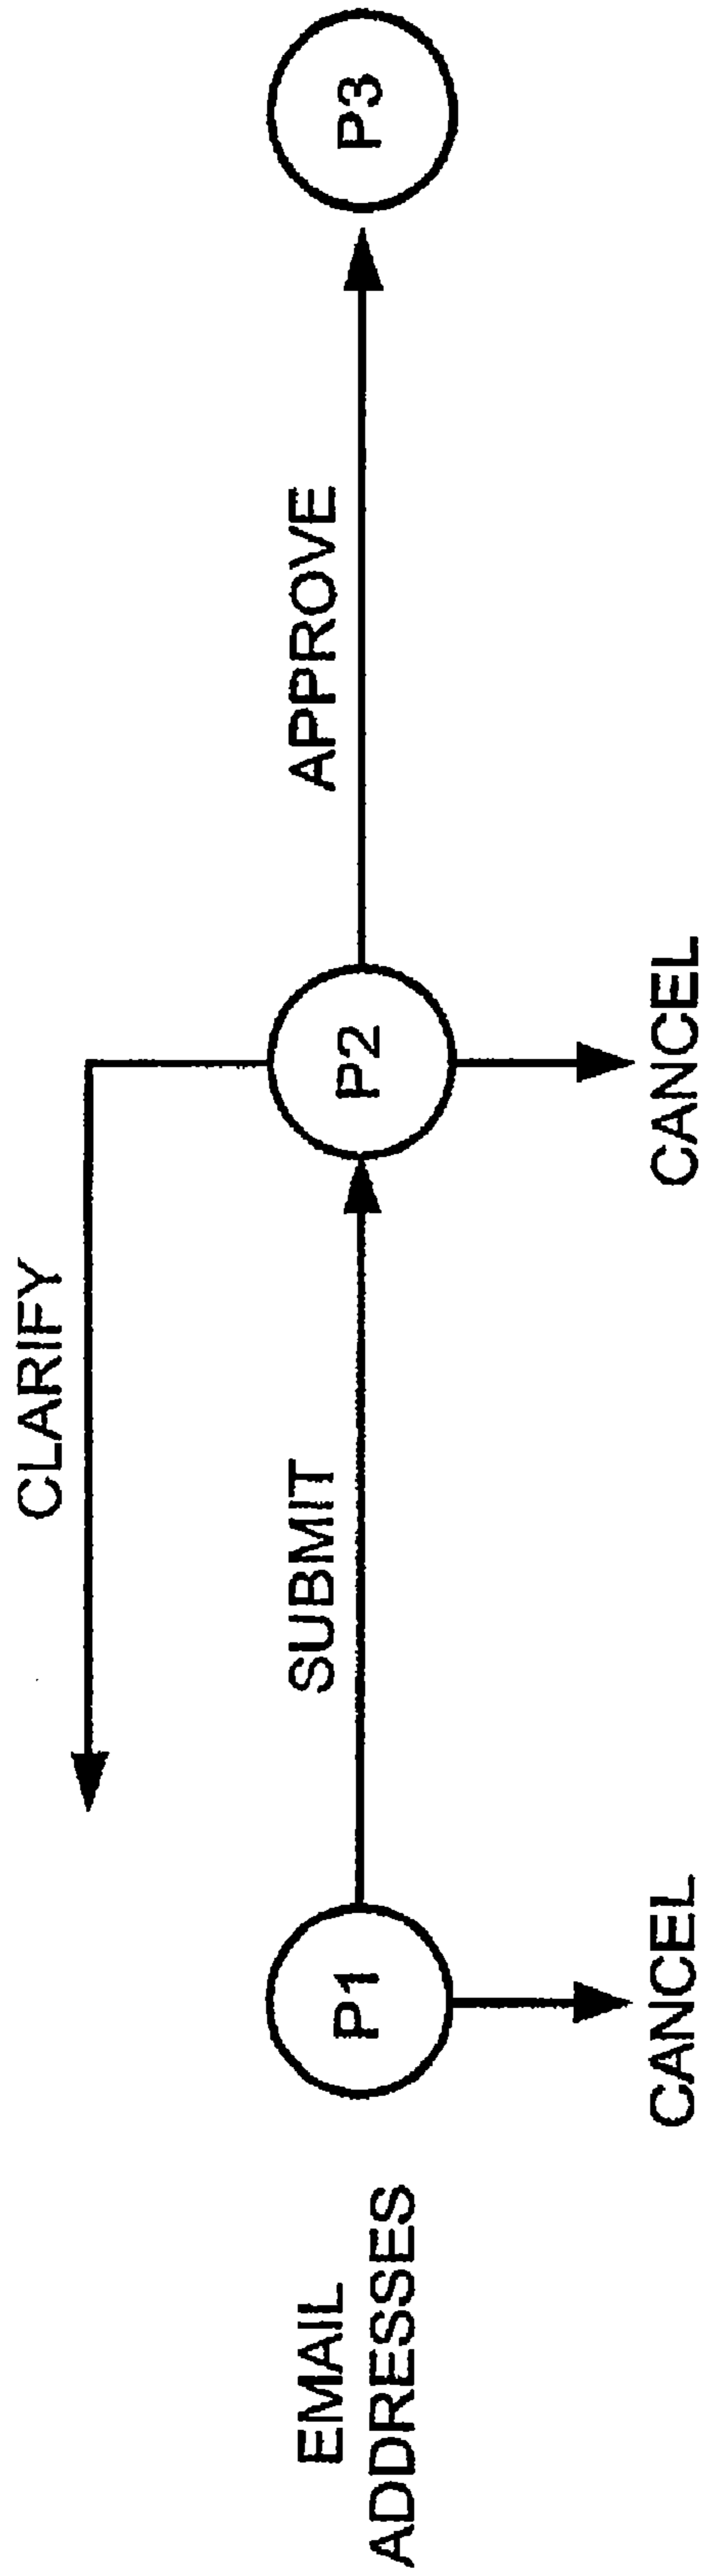 CLARIFY
EMAIL
ADDRESSES
P1
SUBMIT
P2
APPROVE
P3
CANCEL
CANCEL